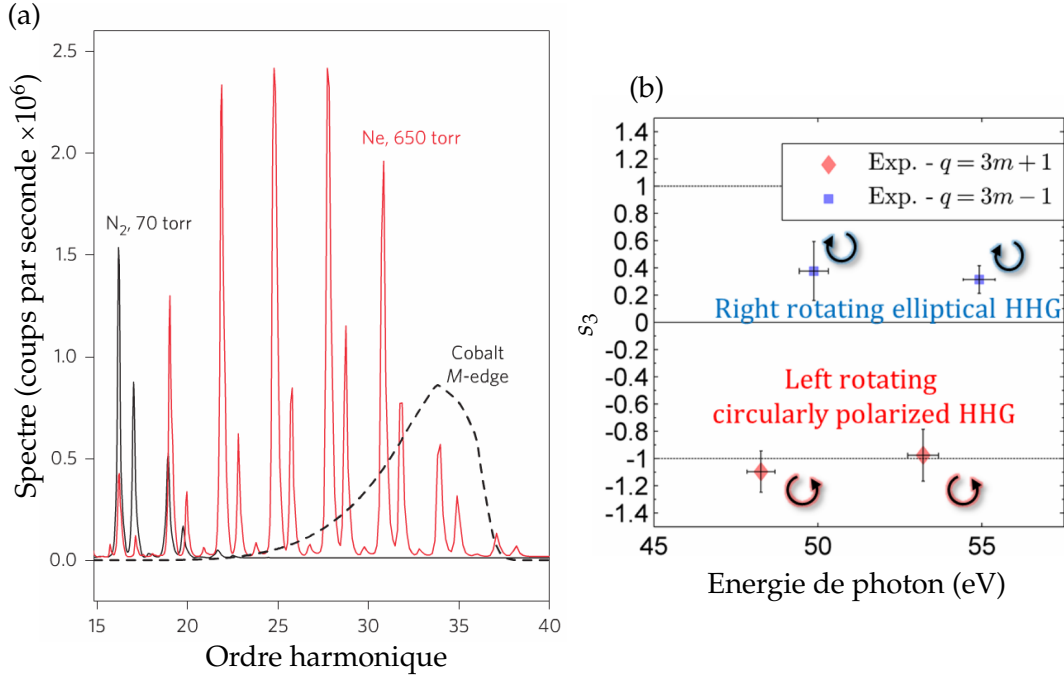 (a)
Spectre (coups par seconde ×10⁶)
2.5
2.0
1.5
1.0
0.5
0.0
N₂, 70 torr
Ne, 650 torr
Cobalt
M-edge
15 20 25 30 35 40
Ordre harmonique
(b)
s₃
1.4
1.2
1
0.8
0.6
0.4
0.2
0
-0.2
-0.4
-0.6
-0.8
-1
-1.2
-1.4
Exp. - q = 3m + 1
Exp. - q = 3m − 1
Right rotating elliptical HHG
Left rotating
circularly polarized HHG
45 50 55
Energie de photon (eV)